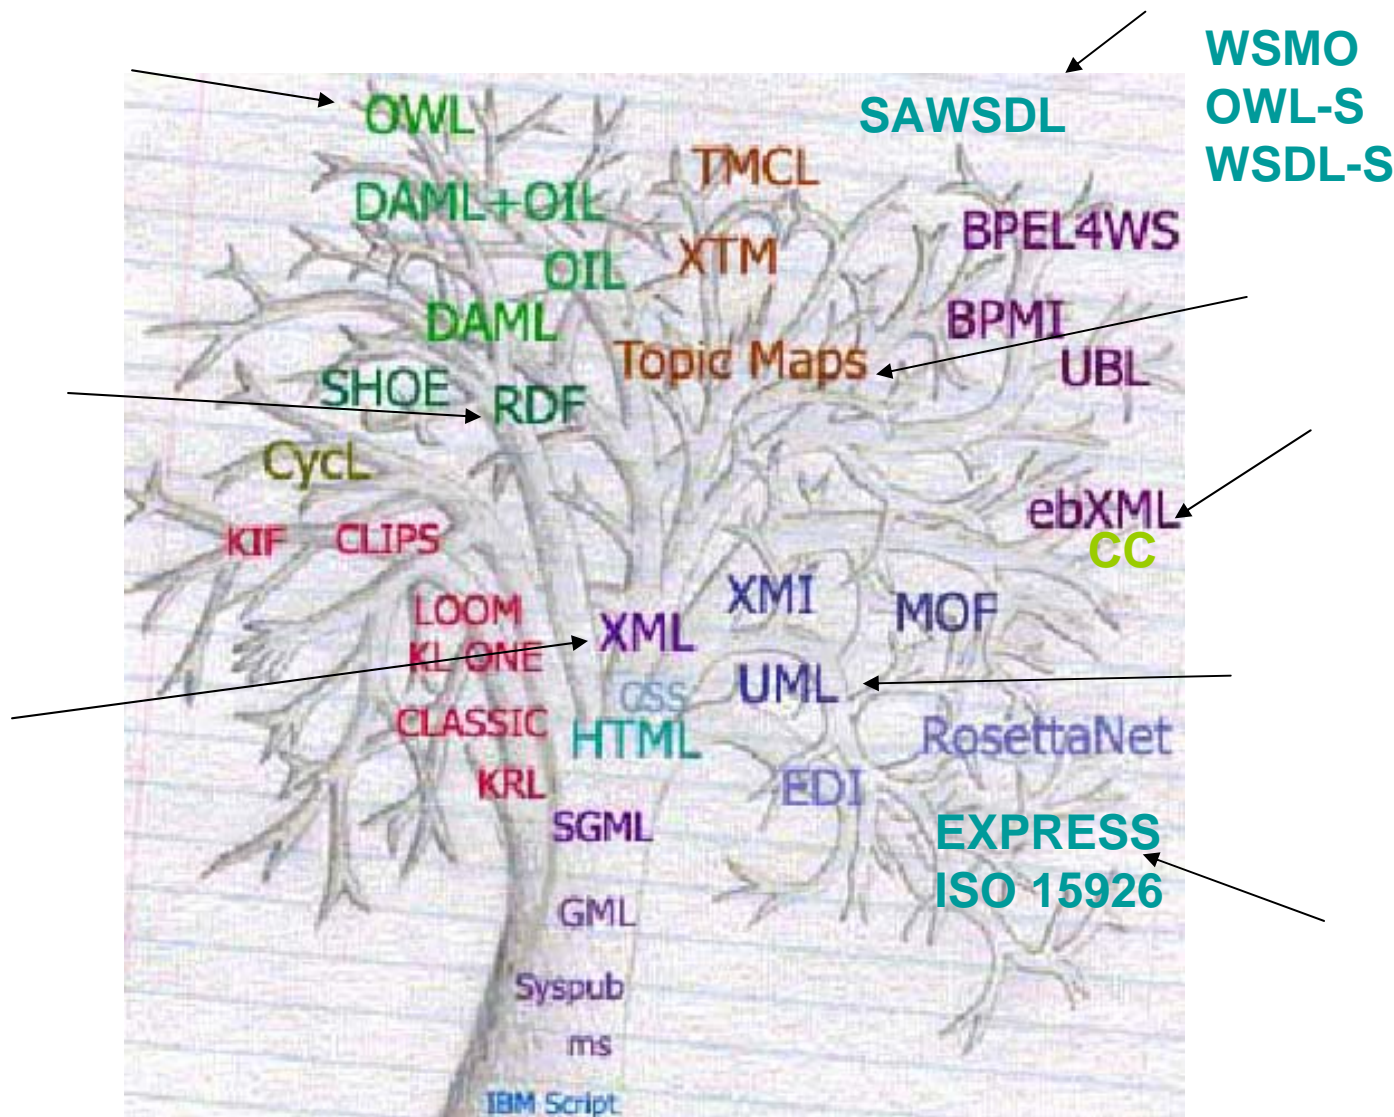 WSMO
OWL-S
WSDL-S
OWL
SAWSDL
TMCL
DAML+OIL
BPEL4WS
XTM
OIL
DAML
BPMI
Topic Maps
UBL
SHOE
RDF
CycL
ebXML
CC
KIF
CLIPS
XMI
MOF
LOOM
XML
KL ONE
UML
CSS
CLASSIC
HTML
RosettaNet
KRL
EDI
SGML
EXPRESS
ISO 15926
GML
Syspub
ms
IBM Script